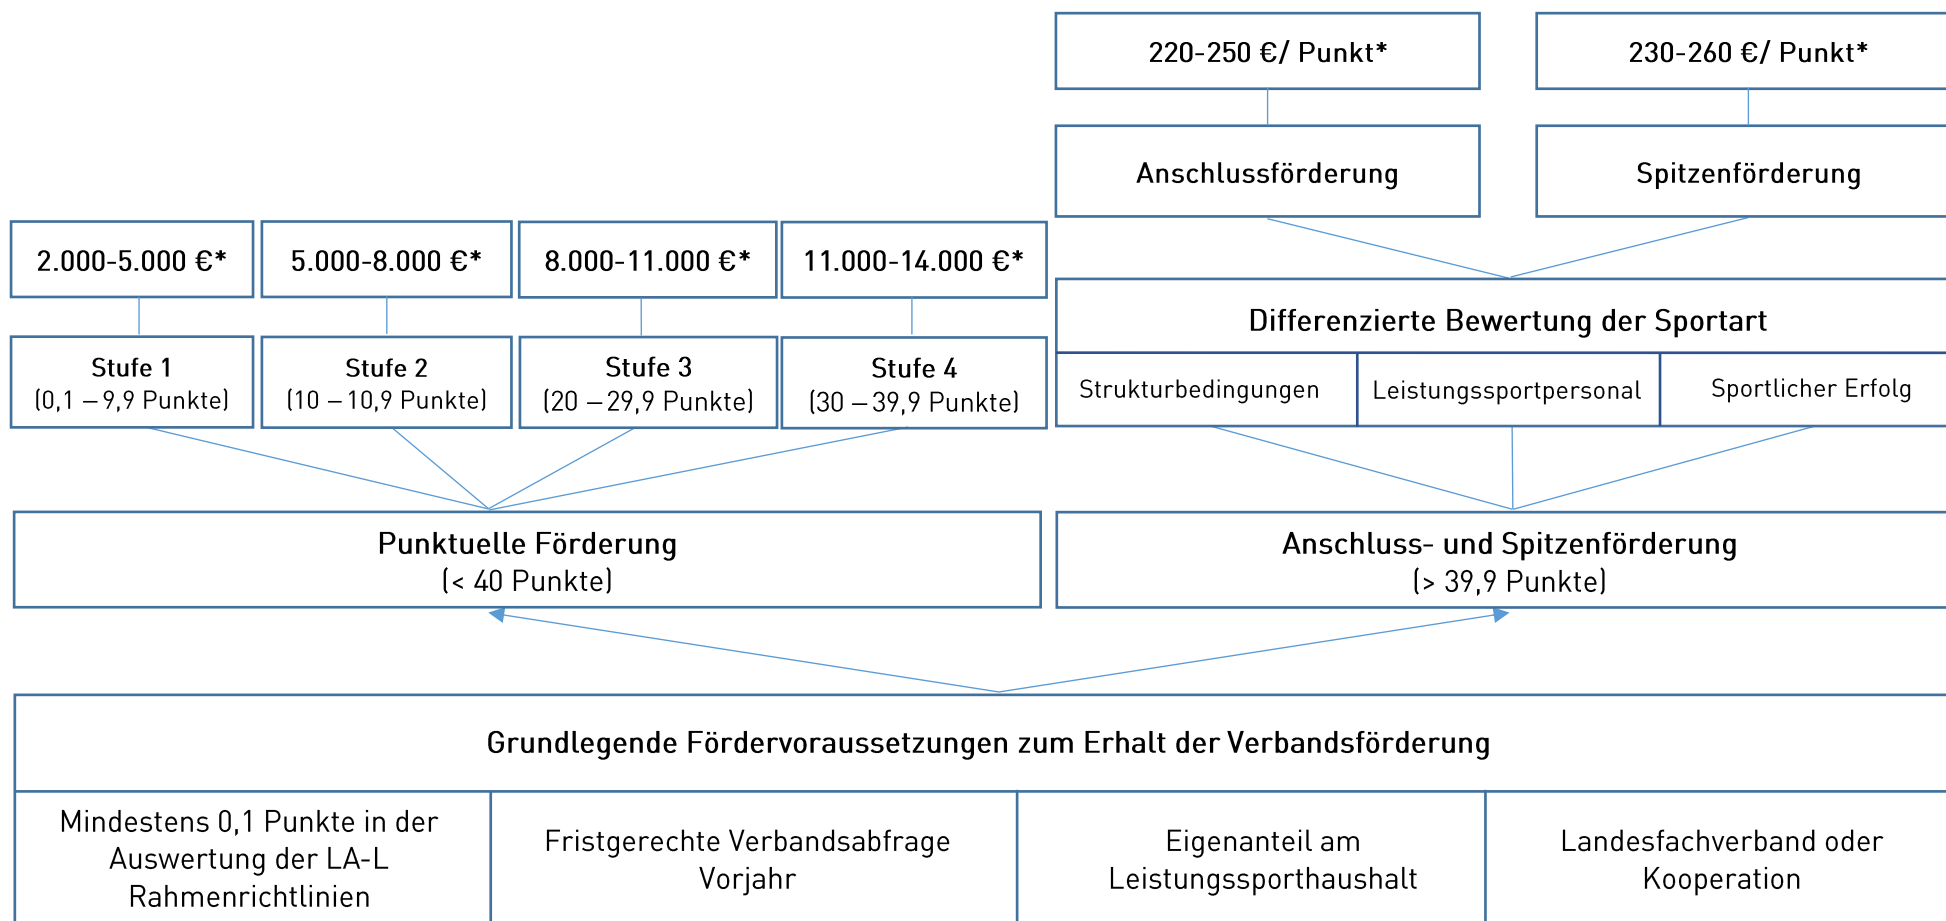 220-250 €/ Punkt*
230-260 €/ Punkt*
Anschlussförderung
Spitzenförderung
2.000-5.000 €*
5.000-8.000 €*
8.000-11.000 €*
11.000-14.000 €*
Differenzierte Bewertung der Sportart
Strukturbedingungen
Leistungssportpersonal
Sportlicher Erfolg
Stufe 1
(0,1 – 9,9 Punkte)
Stufe 2
(10 – 10,9 Punkte)
Stufe 3
(20 – 29,9 Punkte)
Stufe 4
(30 – 39,9 Punkte)
Punktuelle Förderung
(< 40 Punkte)
Anschluss- und Spitzenförderung
(> 39,9 Punkte)
Grundlegende Fördervoraussetzungen zum Erhalt der Verbandsförderung
Mindestens 0,1 Punkte in der
Auswertung der LA-L
Rahmenrichtlinien
Fristgerechte Verbandsabfrage
Vorjahr
Eigenanteil am
Leistungssporthaushalt
Landesfachverband oder
Kooperation